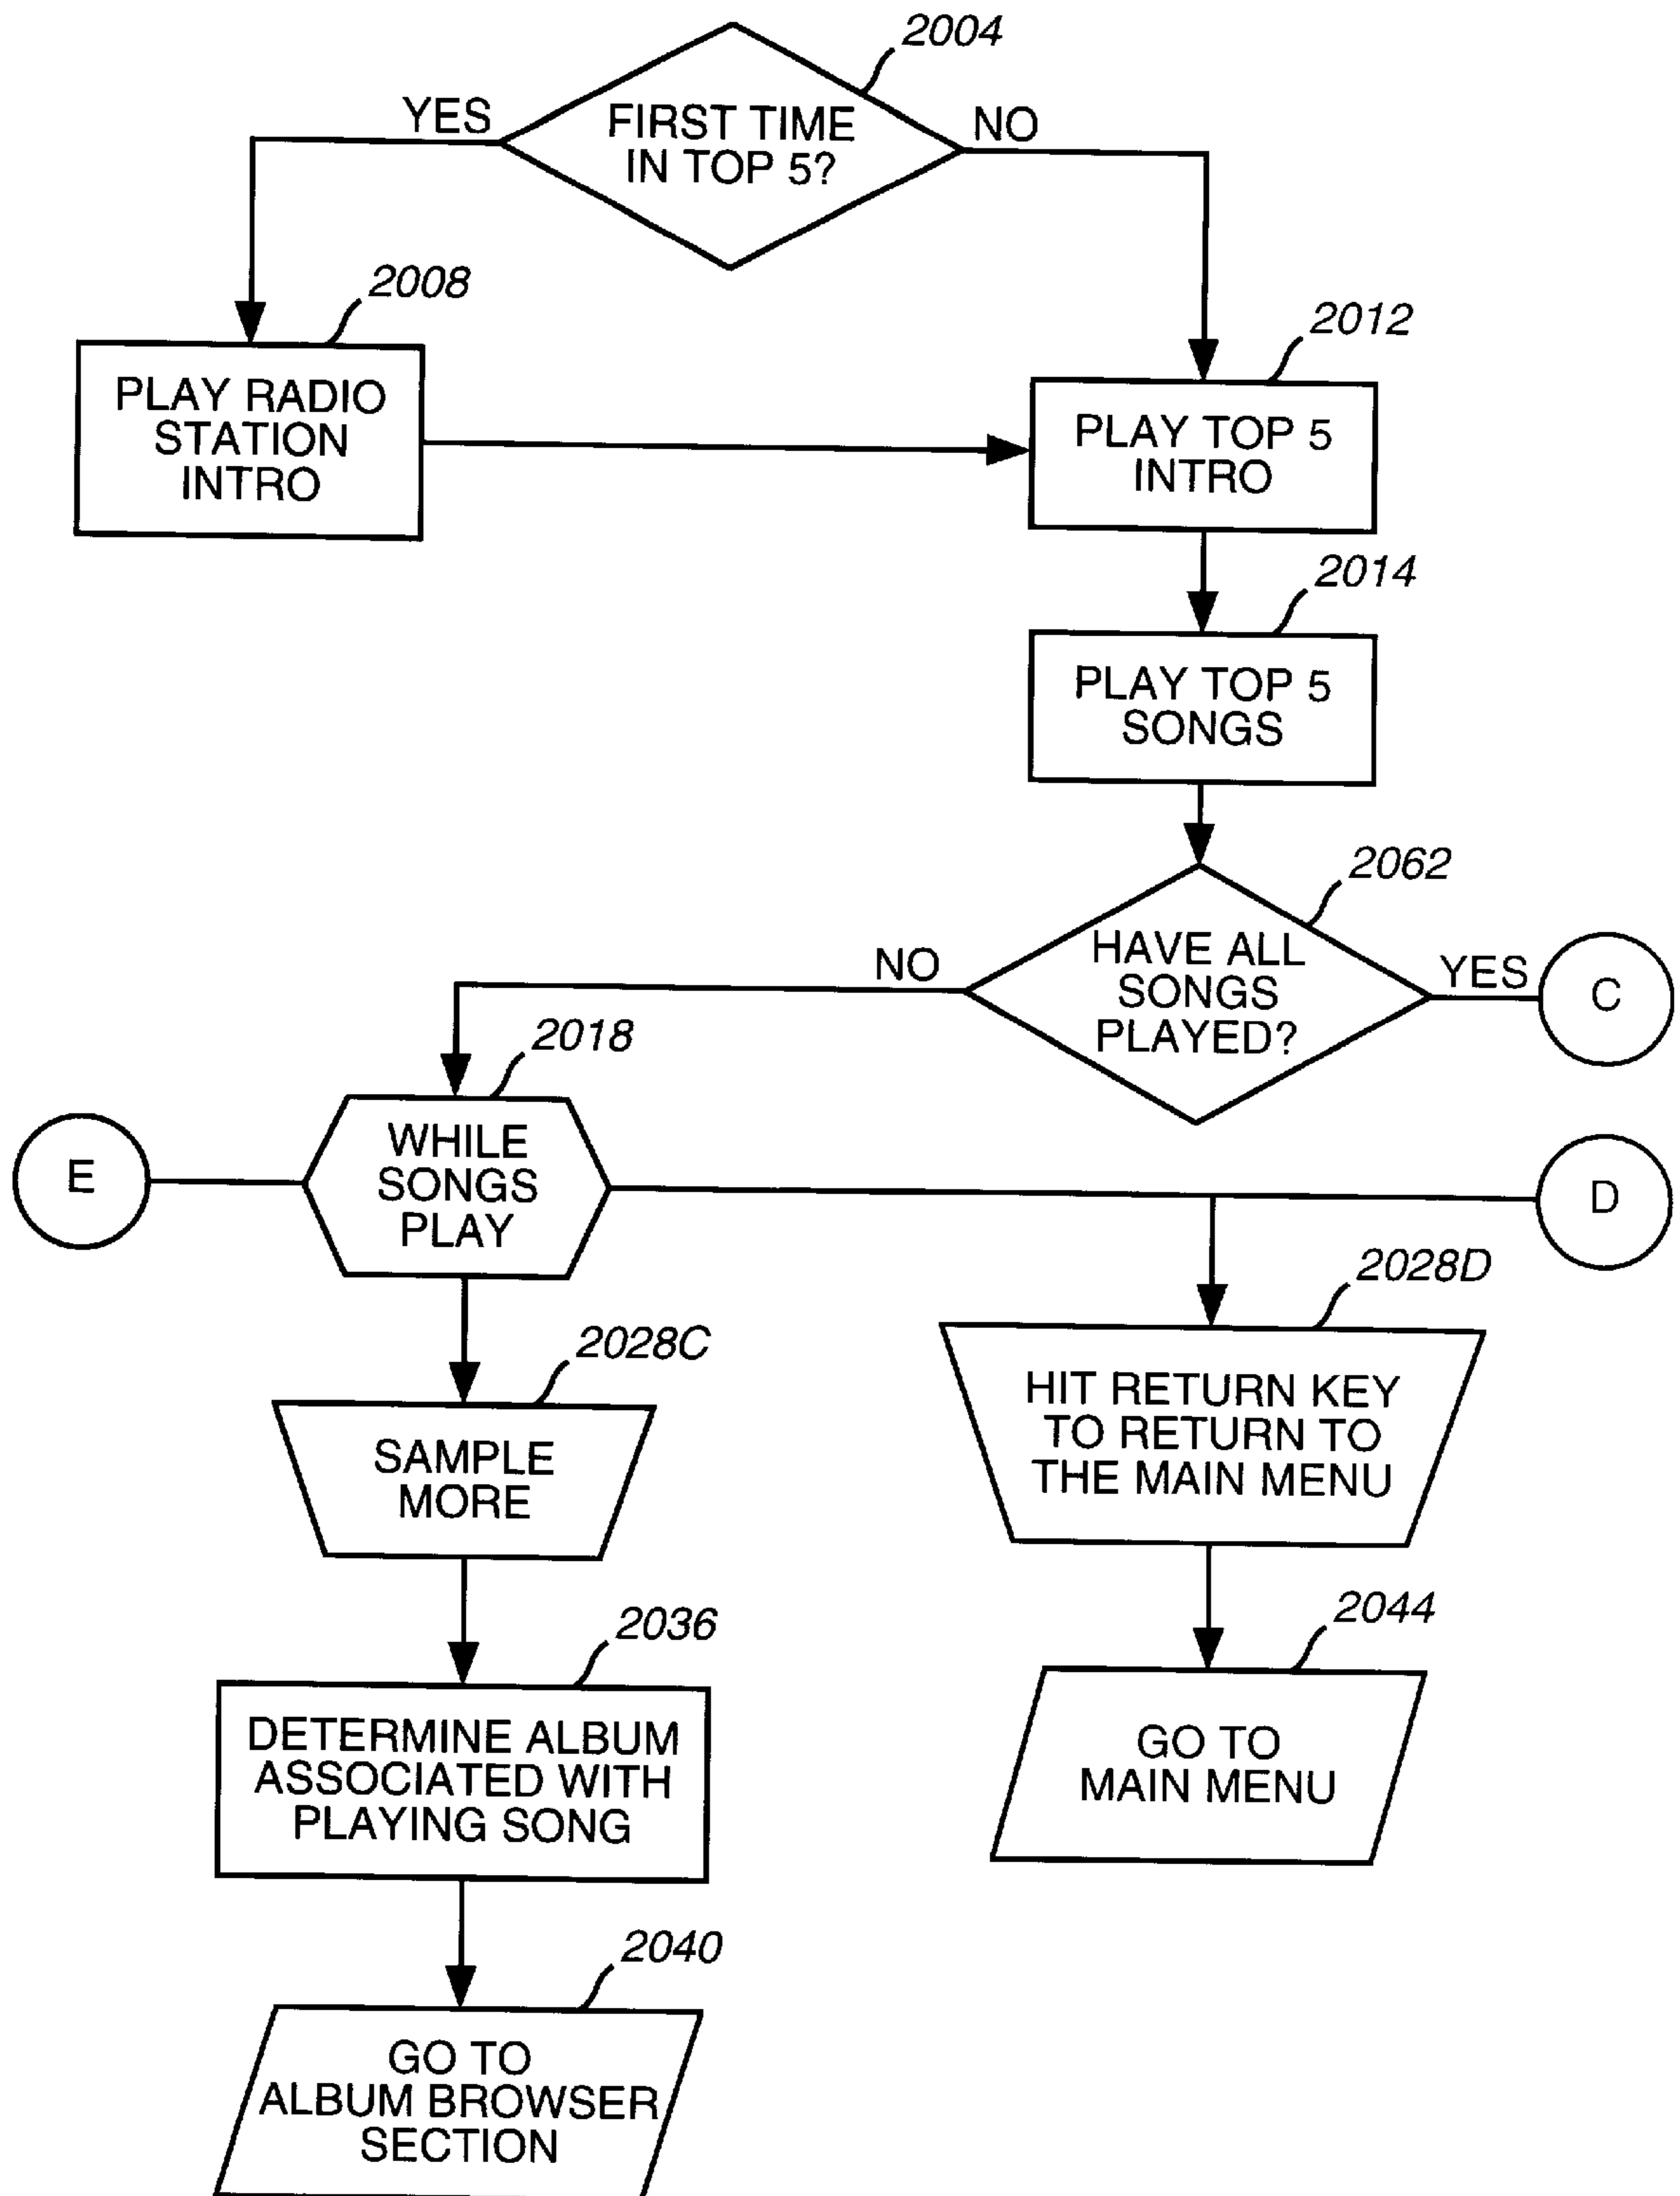 2004
YES
FIRST TIME
IN TOP 5?
NO
2008
PLAY RADIO
STATION
INTRO
2012
PLAY TOP 5
INTRO
2014
PLAY TOP 5
SONGS
2062
HAVE ALL
SONGS
PLAYED?
NO
YES
C
2018
E
WHILE
SONGS
PLAY
D
2028C
SAMPLE
MORE
2028D
HIT RETURN KEY
TO RETURN TO
THE MAIN MENU
2036
DETERMINE ALBUM
ASSOCIATED WITH
PLAYING SONG
2044
GO TO
MAIN MENU
2040
GO TO
ALBUM BROWSER
SECTION